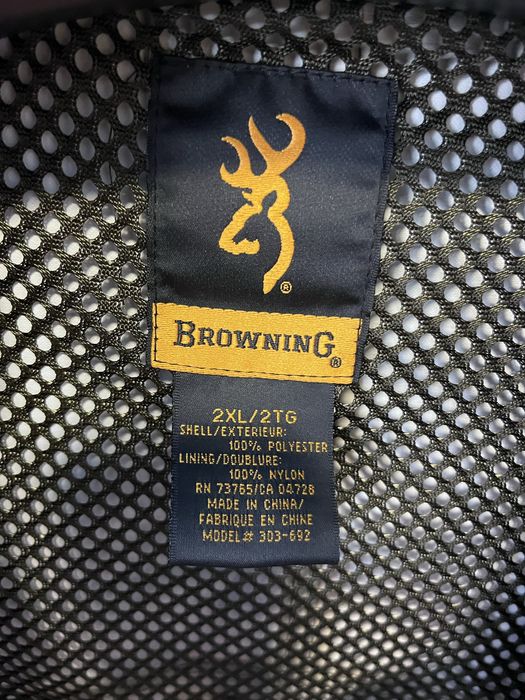 ®
BROWNING®
2XL/2TG
SHELL/EXTERIEUR:
100% POLYESTER
LINING/DOUBLURE:
100% NYLON
RN 73765/CA 04728
MADE IN CHINA/
FABRIQUE EN CHINE
MODEL# 303-692